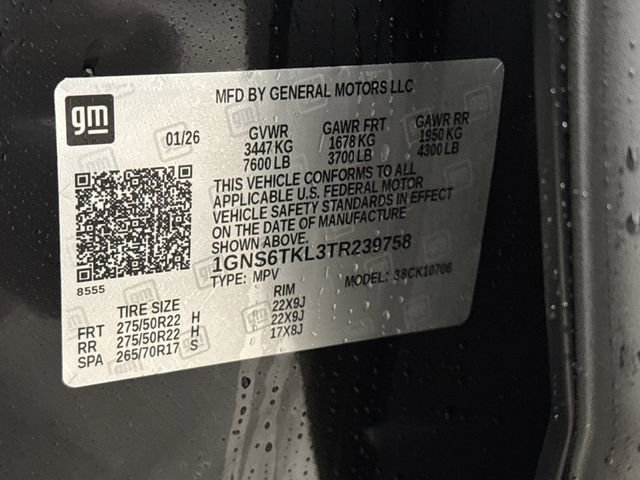 gm
MFD BY GENERAL MOTORS LLC
01/26 GVWR GAWR FRT GAWR RR
3447 KG 1678 KG 1950 KG
7600 LB 3700 LB 4300 LB
THIS VEHICLE CONFORMS TO ALL
APPLICABLE U.S. FEDERAL MOTOR
VEHICLE SAFETY STANDARDS IN EFFECT
ON THE DATE OF MANUFACTURE
SHOWN ABOVE.
1GNS6TKL3TR239758
8555
TYPE: MPV MODEL: 38CK10706
TIRE SIZE RIM
FRT 275/50R22 H 22X9J
RR 275/50R22 H 22X9J
SPA 265/70R17 S 17X8J